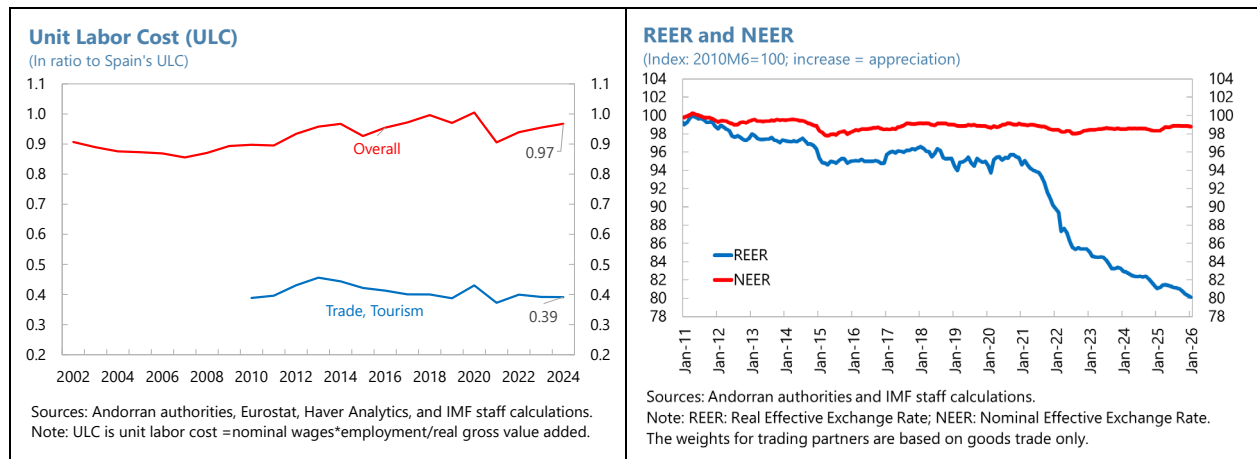 Unit Labor Cost (ULC)
(In ratio to Spain's ULC)
1.1 1.1
1.0 1.0
0.9 0.9
0.8 0.8
0.7 0.7
0.6 0.6
0.5 0.5
0.4 0.4
0.3 0.3
0.2 0.2
Overall
0.97
Trade, Tourism
0.39
2002 2004 2006 2008 2010 2012 2014 2016 2018 2020 2022 2024
Sources: Andorran authorities, Eurostat, Haver Analytics, and IMF staff calculations.
Note: ULC is unit labor cost =nominal wages*employment/real gross value added.
REER and NEER
(Index: 2010M6=100; increase = appreciation)
104 104
102 102
100 100
98 98
96 96
94 94
92 92
90 90
88 88
86 86
84 84
82 82
80 80
78 78
REER
NEER
Jan-11 Jan-12 Jan-13 Jan-14 Jan-15 Jan-16 Jan-17 Jan-18 Jan-19 Jan-20 Jan-21 Jan-22 Jan-23 Jan-24 Jan-25 Jan-26
Sources: Andorran authorities and IMF staff calculations.
Note: REER: Real Effective Exchange Rate; NEER: Nominal Effective Exchange Rate.
The weights for trading partners are based on goods trade only.